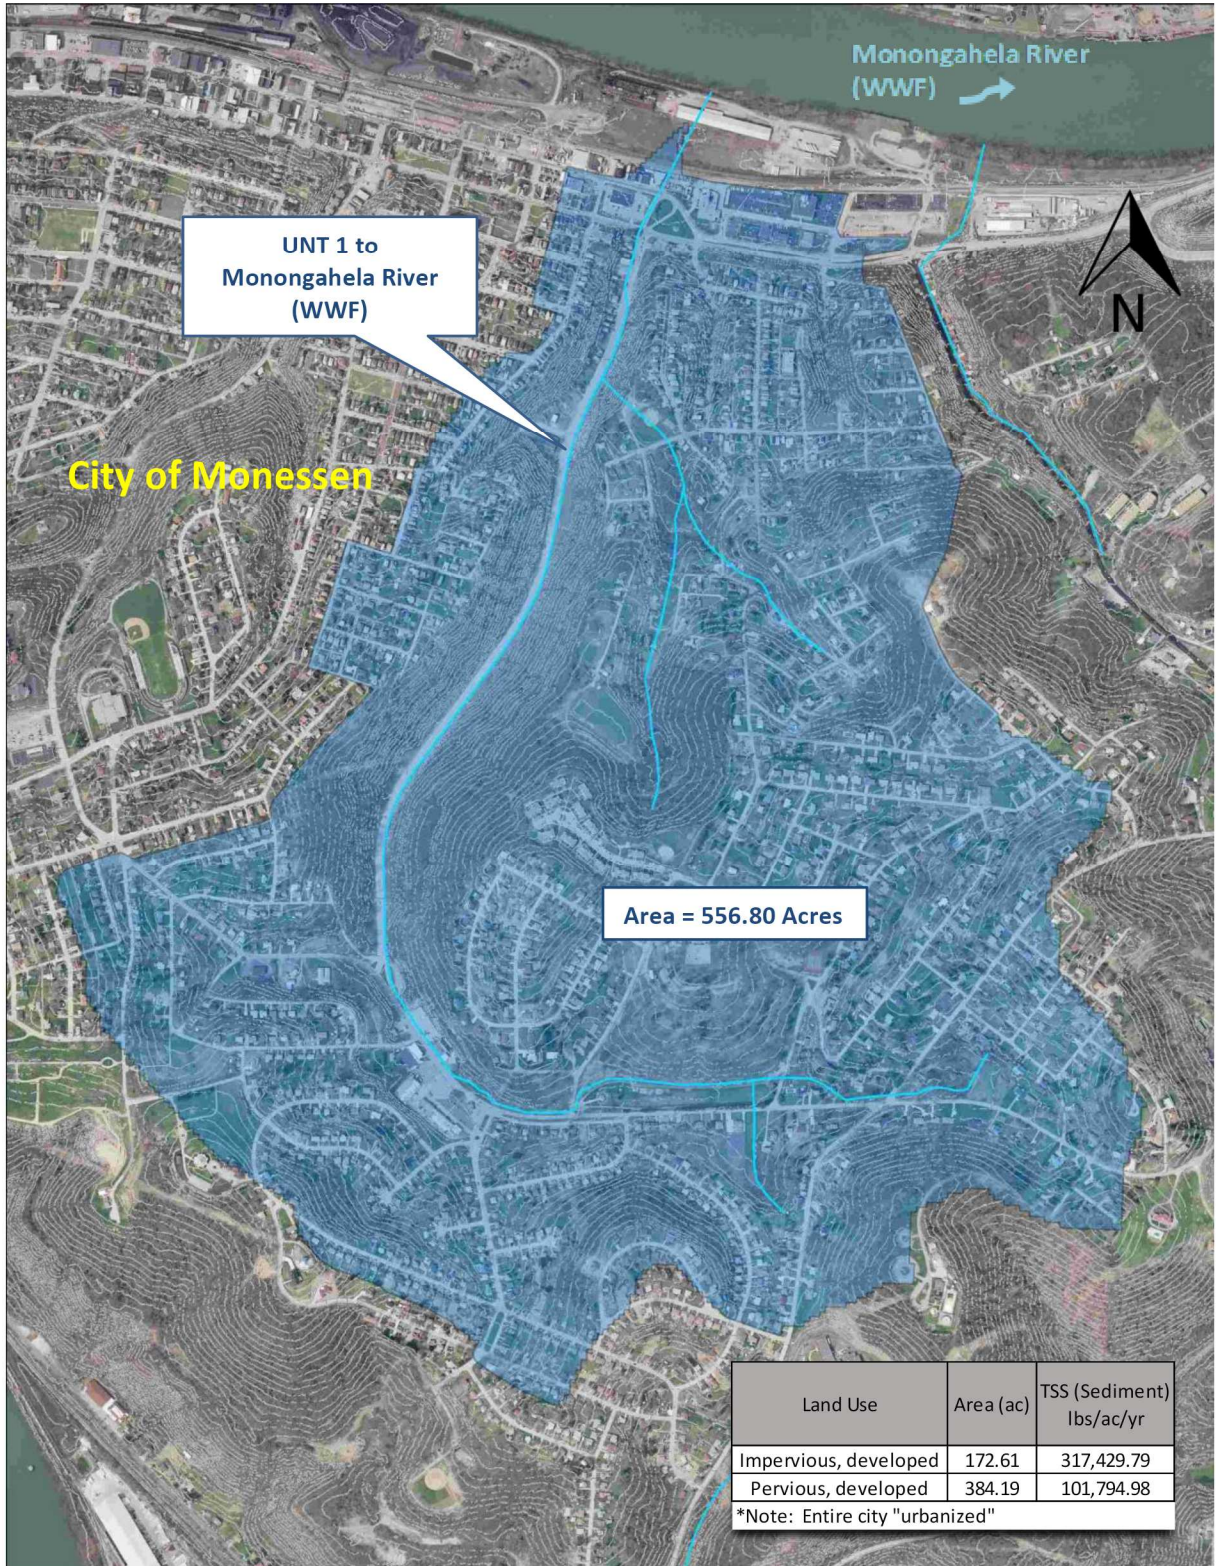 Monongahela River
(WWF)
UNT 1 to
Monongahela River
(WWF)
N
City of Monessen
Area = 556.80 Acres
Land Use Area (ac) TSS (Sediment) lbs/ac/yr
Impervious, developed 172.61 317,429.79
Pervious, developed 384.19 101,794.98
*Note: Entire city "urbanized"